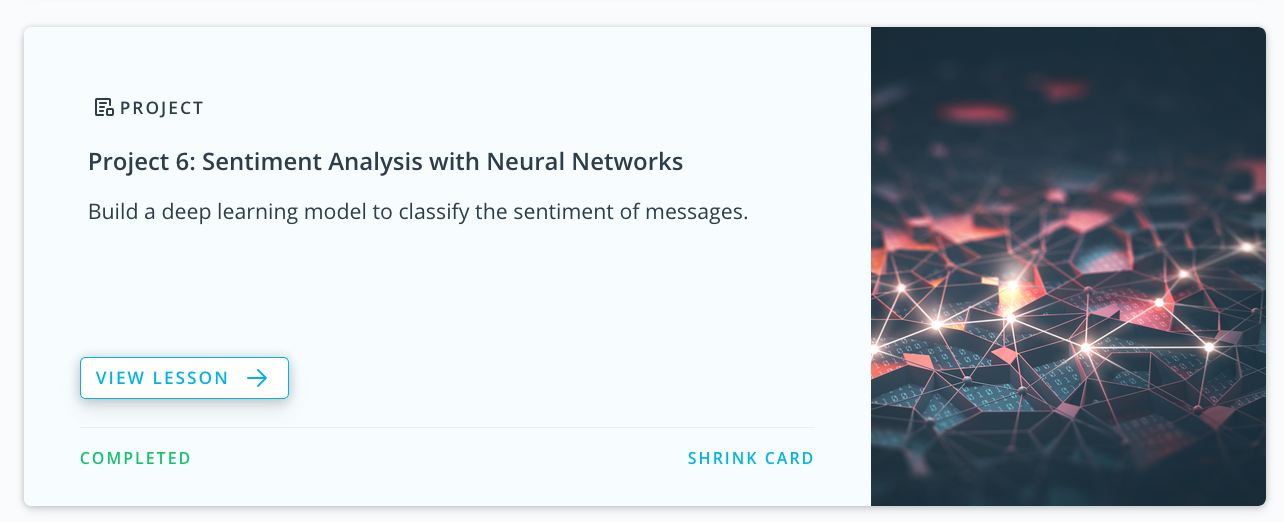 PROJECT
Project 6: Sentiment Analysis with Neural Networks
Build a deep learning model to classify the sentiment of messages.
VIEW LESSON
COMPLETED
SHRINK CARD